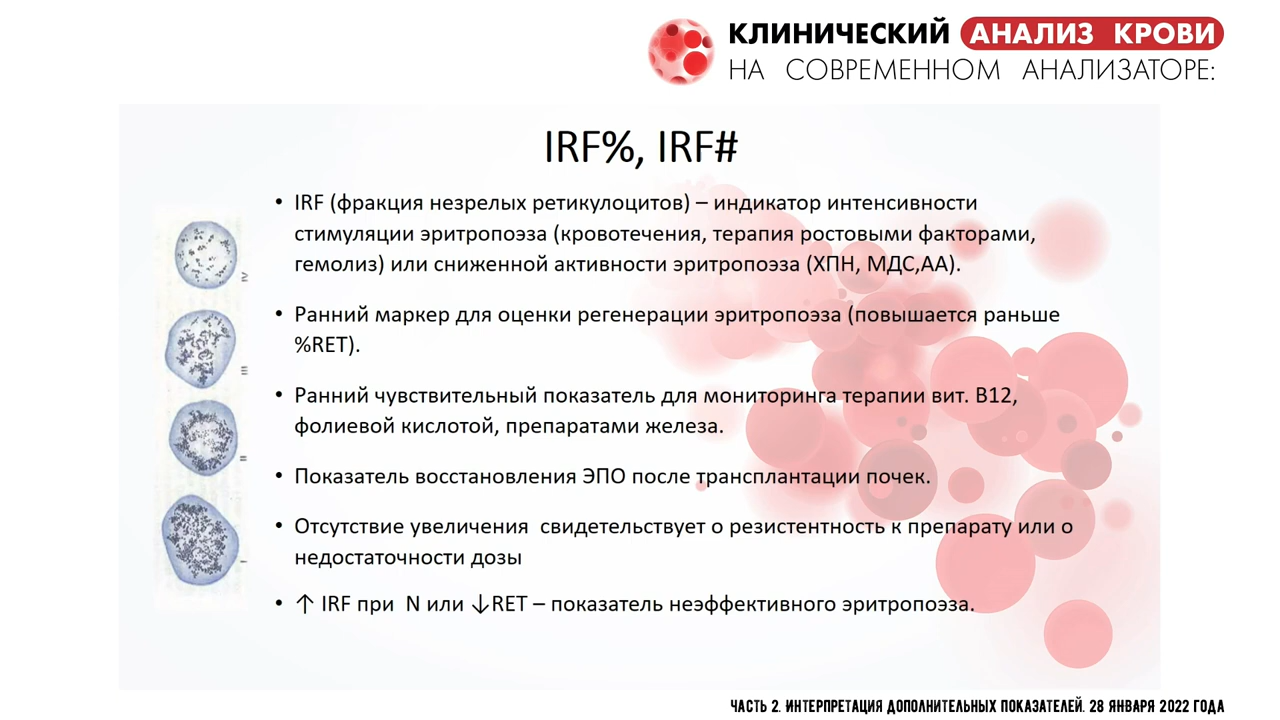 КЛИНИЧЕСКИЙ АНАЛИЗ КРОВИ
НА СОВРЕМЕННОМ АНАЛИЗАТОРЕ:
IRF%, IRF#
• IRF (фракция незрелых ретикулоцитов) – индикатор интенсивности
стимуляции эритропоэза (кровотечения, терапия ростовыми факторами,
гемолиз) или сниженной активности эритропоэза (ХПН, МДС,АА).
• Ранний маркер для оценки регенерации эритропоэза (повышается раньше
%RET).
• Ранний чувствительный показатель для мониторинга терапии вит. В12,
фолиевой кислотой, препаратами железа.
• Показатель восстановления ЭПО после трансплантации почек.
• Отсутствие увеличения  свидетельствует о резистентность к препарату или о
недостаточности дозы
• ↑ IRF при  N или ↓RET – показатель неэффективного эритропоэза.
IV
III
II
I
ЧАСТЬ 2. ИНТЕРПРЕТАЦИЯ ДОПОЛНИТЕЛЬНЫХ ПОКАЗАТЕЛЕЙ. 28 ЯНВАРЯ 2022 ГОДА